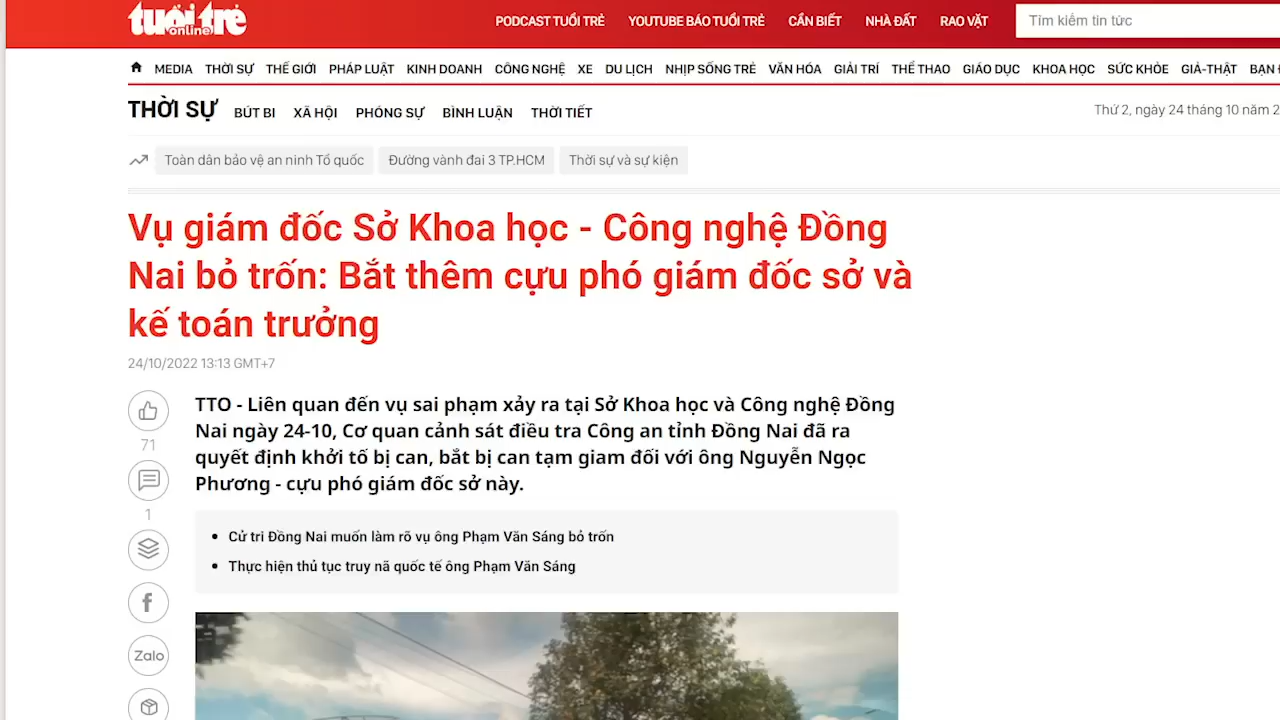 tuổi trẻ online
PODCAST TUỔI TRẺ YOUTUBE BÁO TUỔI TRẺ CẦN BIẾT NHÀ ĐẤT RAO VẶT Tìm kiếm tin tức
MEDIA THỜI SỰ THẾ GIỚI PHÁP LUẬT KINH DOANH CÔNG NGHỆ XE DU LỊCH NHỊP SỐNG TRẺ VĂN HÓA GIẢI TRÍ THỂ THAO GIÁO DỤC KHOA HỌC SỨC KHỎE GIẢ-THẬT BẠN
THỜI SỰ BÚT BI XÃ HỘI PHÓNG SỰ BÌNH LUẬN THỜI TIẾT Thứ 2, ngày 24 tháng 10 năm 2
Toàn dân bảo vệ an ninh Tổ quốc Đường vành đai 3 TP.HCM Thời sự và sự kiện
Vụ giám đốc Sở Khoa học - Công nghệ Đồng
Nai bỏ trốn: Bắt thêm cựu phó giám đốc sở và
kế toán trưởng
24/10/2022 13:13 GMT+7
TTO - Liên quan đến vụ sai phạm xảy ra tại Sở Khoa học và Công nghệ Đồng
Nai ngày 24-10, Cơ quan cảnh sát điều tra Công an tỉnh Đồng Nai đã ra
quyết định khởi tố bị can, bắt bị can tạm giam đối với ông Nguyễn Ngọc
Phương - cựu phó giám đốc sở này.
71
1
f
Zalo
Cử tri Đồng Nai muốn làm rõ vụ ông Phạm Văn Sáng bỏ trốn
Thực hiện thủ tục truy nã quốc tế ông Phạm Văn Sáng